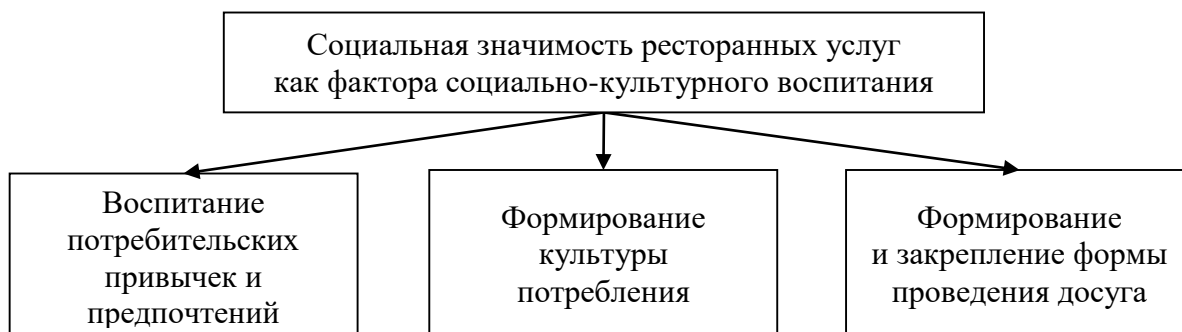 Социальная значимость ресторанных услуг
как фактора социально-культурного воспитания
Воспитание
потребительских
привычек и
предпочтений
Формирование
культуры
потребления
Формирование
и закрепление формы
проведения досуга